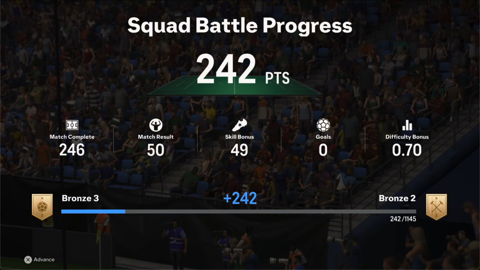 Squad Battle Progress
242 PTS
Match Complete
246
Match Result
50
Skill Bonus
49
Goals
0
Difficulty Bonus
0.70
Bronze 3
+242
Bronze 2
242 /1145
Advance